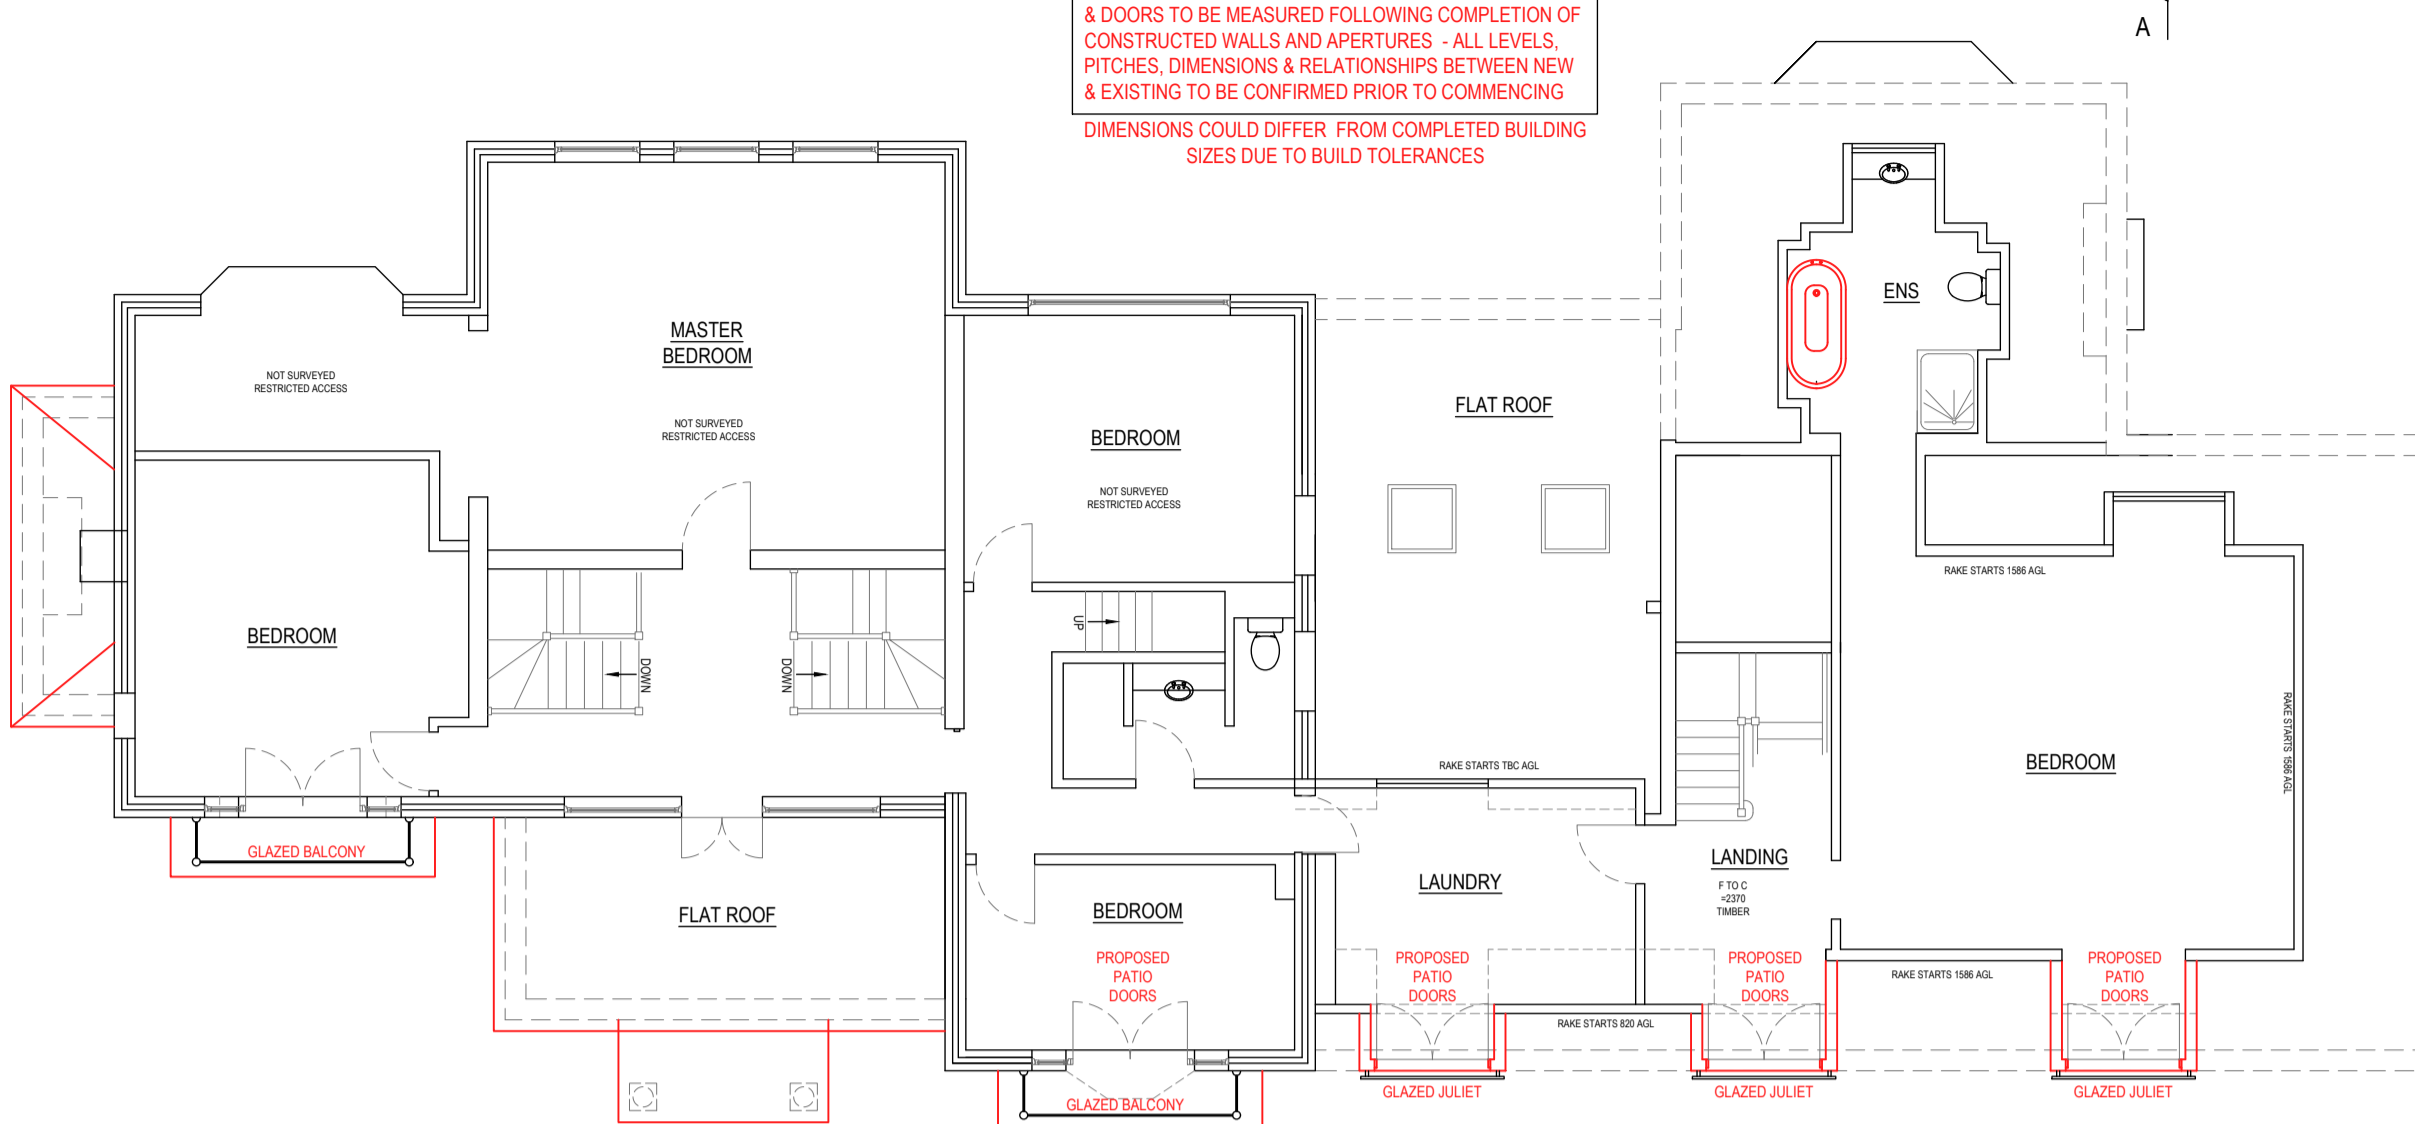 & DOORS TO BE MEASURED FOLLOWING COMPLETION OF
CONSTRUCTED WALLS AND APERTURES - ALL LEVELS,
PITCHES, DIMENSIONS & RELATIONSHIPS BETWEEN NEW
& EXISTING TO BE CONFIRMED PRIOR TO COMMENCING
DIMENSIONS COULD DIFFER FROM COMPLETED BUILDING
SIZES DUE TO BUILD TOLERANCES
A
MASTER
BEDROOM
NOT SURVEYED
RESTRICTED ACCESS
NOT SURVEYED
RESTRICTED ACCESS
BEDROOM
NOT SURVEYED
RESTRICTED ACCESS
FLAT ROOF
ENS
RAKE STARTS 1586 AGL
BEDROOM
DOWN
DOWN
UP
RAKE STARTS TBC AGL
BEDROOM
RAKE STARTS 1586 AGL
GLAZED BALCONY
FLAT ROOF
BEDROOM
PROPOSED
PATIO
DOORS
GLAZED BALCONY
LAUNDRY
PROPOSED
PATIO
DOORS
GLAZED JULIET
RAKE STARTS 820 AGL
LANDING
F TO C
=2370
TIMBER
PROPOSED
PATIO
DOORS
GLAZED JULIET
RAKE STARTS 1586 AGL
PROPOSED
PATIO
DOORS
GLAZED JULIET